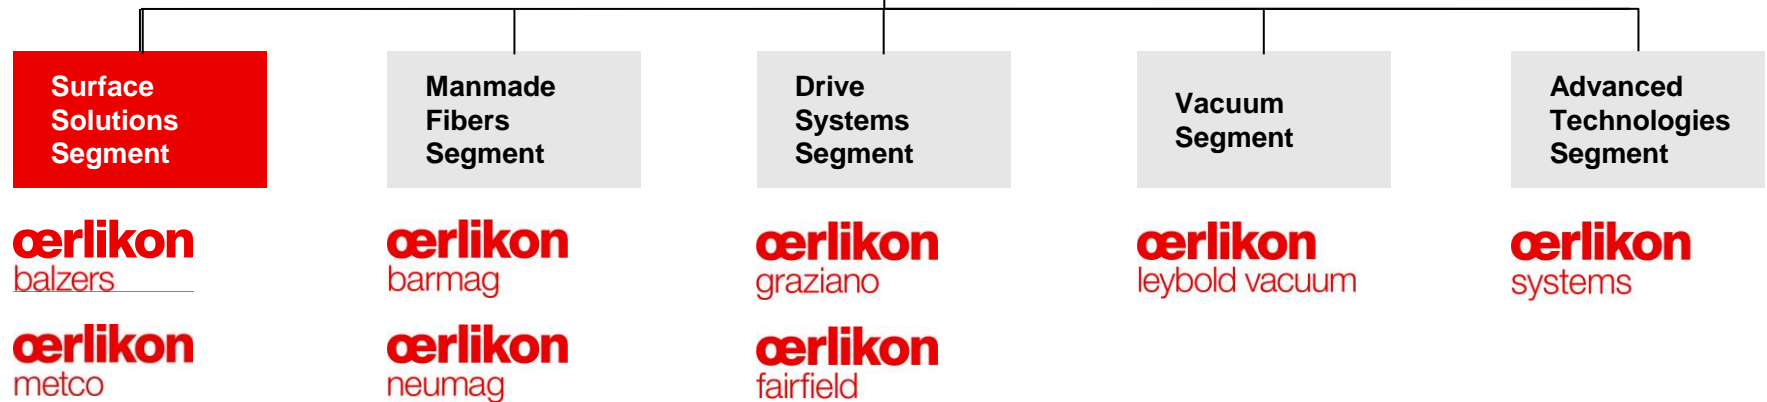 Surface
Solutions
Segment
Manmade
Fibers
Segment
Drive
Systems
Segment
Vacuum
Segment
Advanced
Technologies
Segment
œrlikon
balzers
œrlikon
metco
œrlikon
barmag
œrlikon
neumag
œrlikon
graziano
œrlikon
fairfield
œrlikon
leybold vacuum
œrlikon
systems